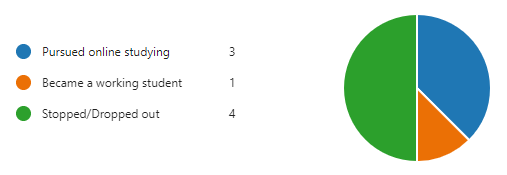 Pursued online studying 3
Became a working student 1
Stopped/Dropped out 4